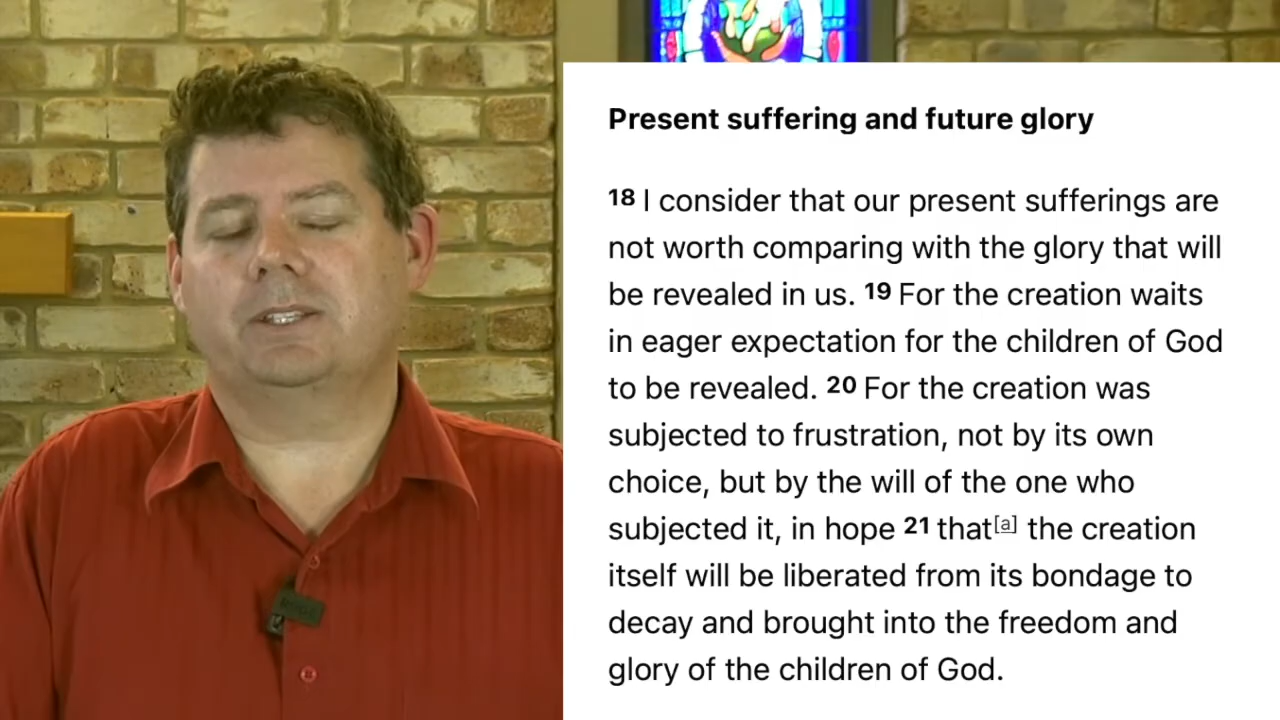 Present suffering and future glory
18 I consider that our present sufferings are
not worth comparing with the glory that will
be revealed in us. 19 For the creation waits
in eager expectation for the children of God
to be revealed. 20 For the creation was
subjected to frustration, not by its own
choice, but by the will of the one who
subjected it, in hope 21 that[a] the creation
itself will be liberated from its bondage to
decay and brought into the freedom and
glory of the children of God.